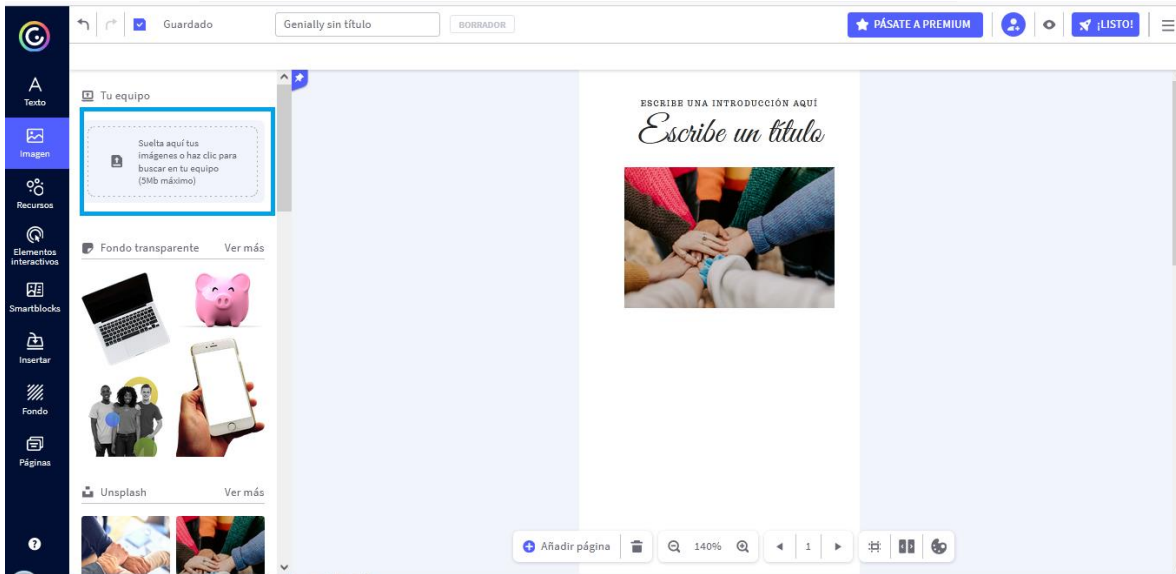 Guardado
Genially sin título
BORRADOR
PÁSATE A PREMIUM
¡LISTO!
Texto
Imagen
Recursos
Elementos
interactivos
Smartblocks
Insertar
Fondo
Páginas
Tu equipo
Suelta aquí tus
imágenes o haz clic para
buscar en tu equipo
(5Mb máximo)
Fondo transparente Ver más
Unsplash Ver más
ESCRIBE UNA INTRODUCCIÓN AQUÍ
Escribe un título
Añadir página 140% 1